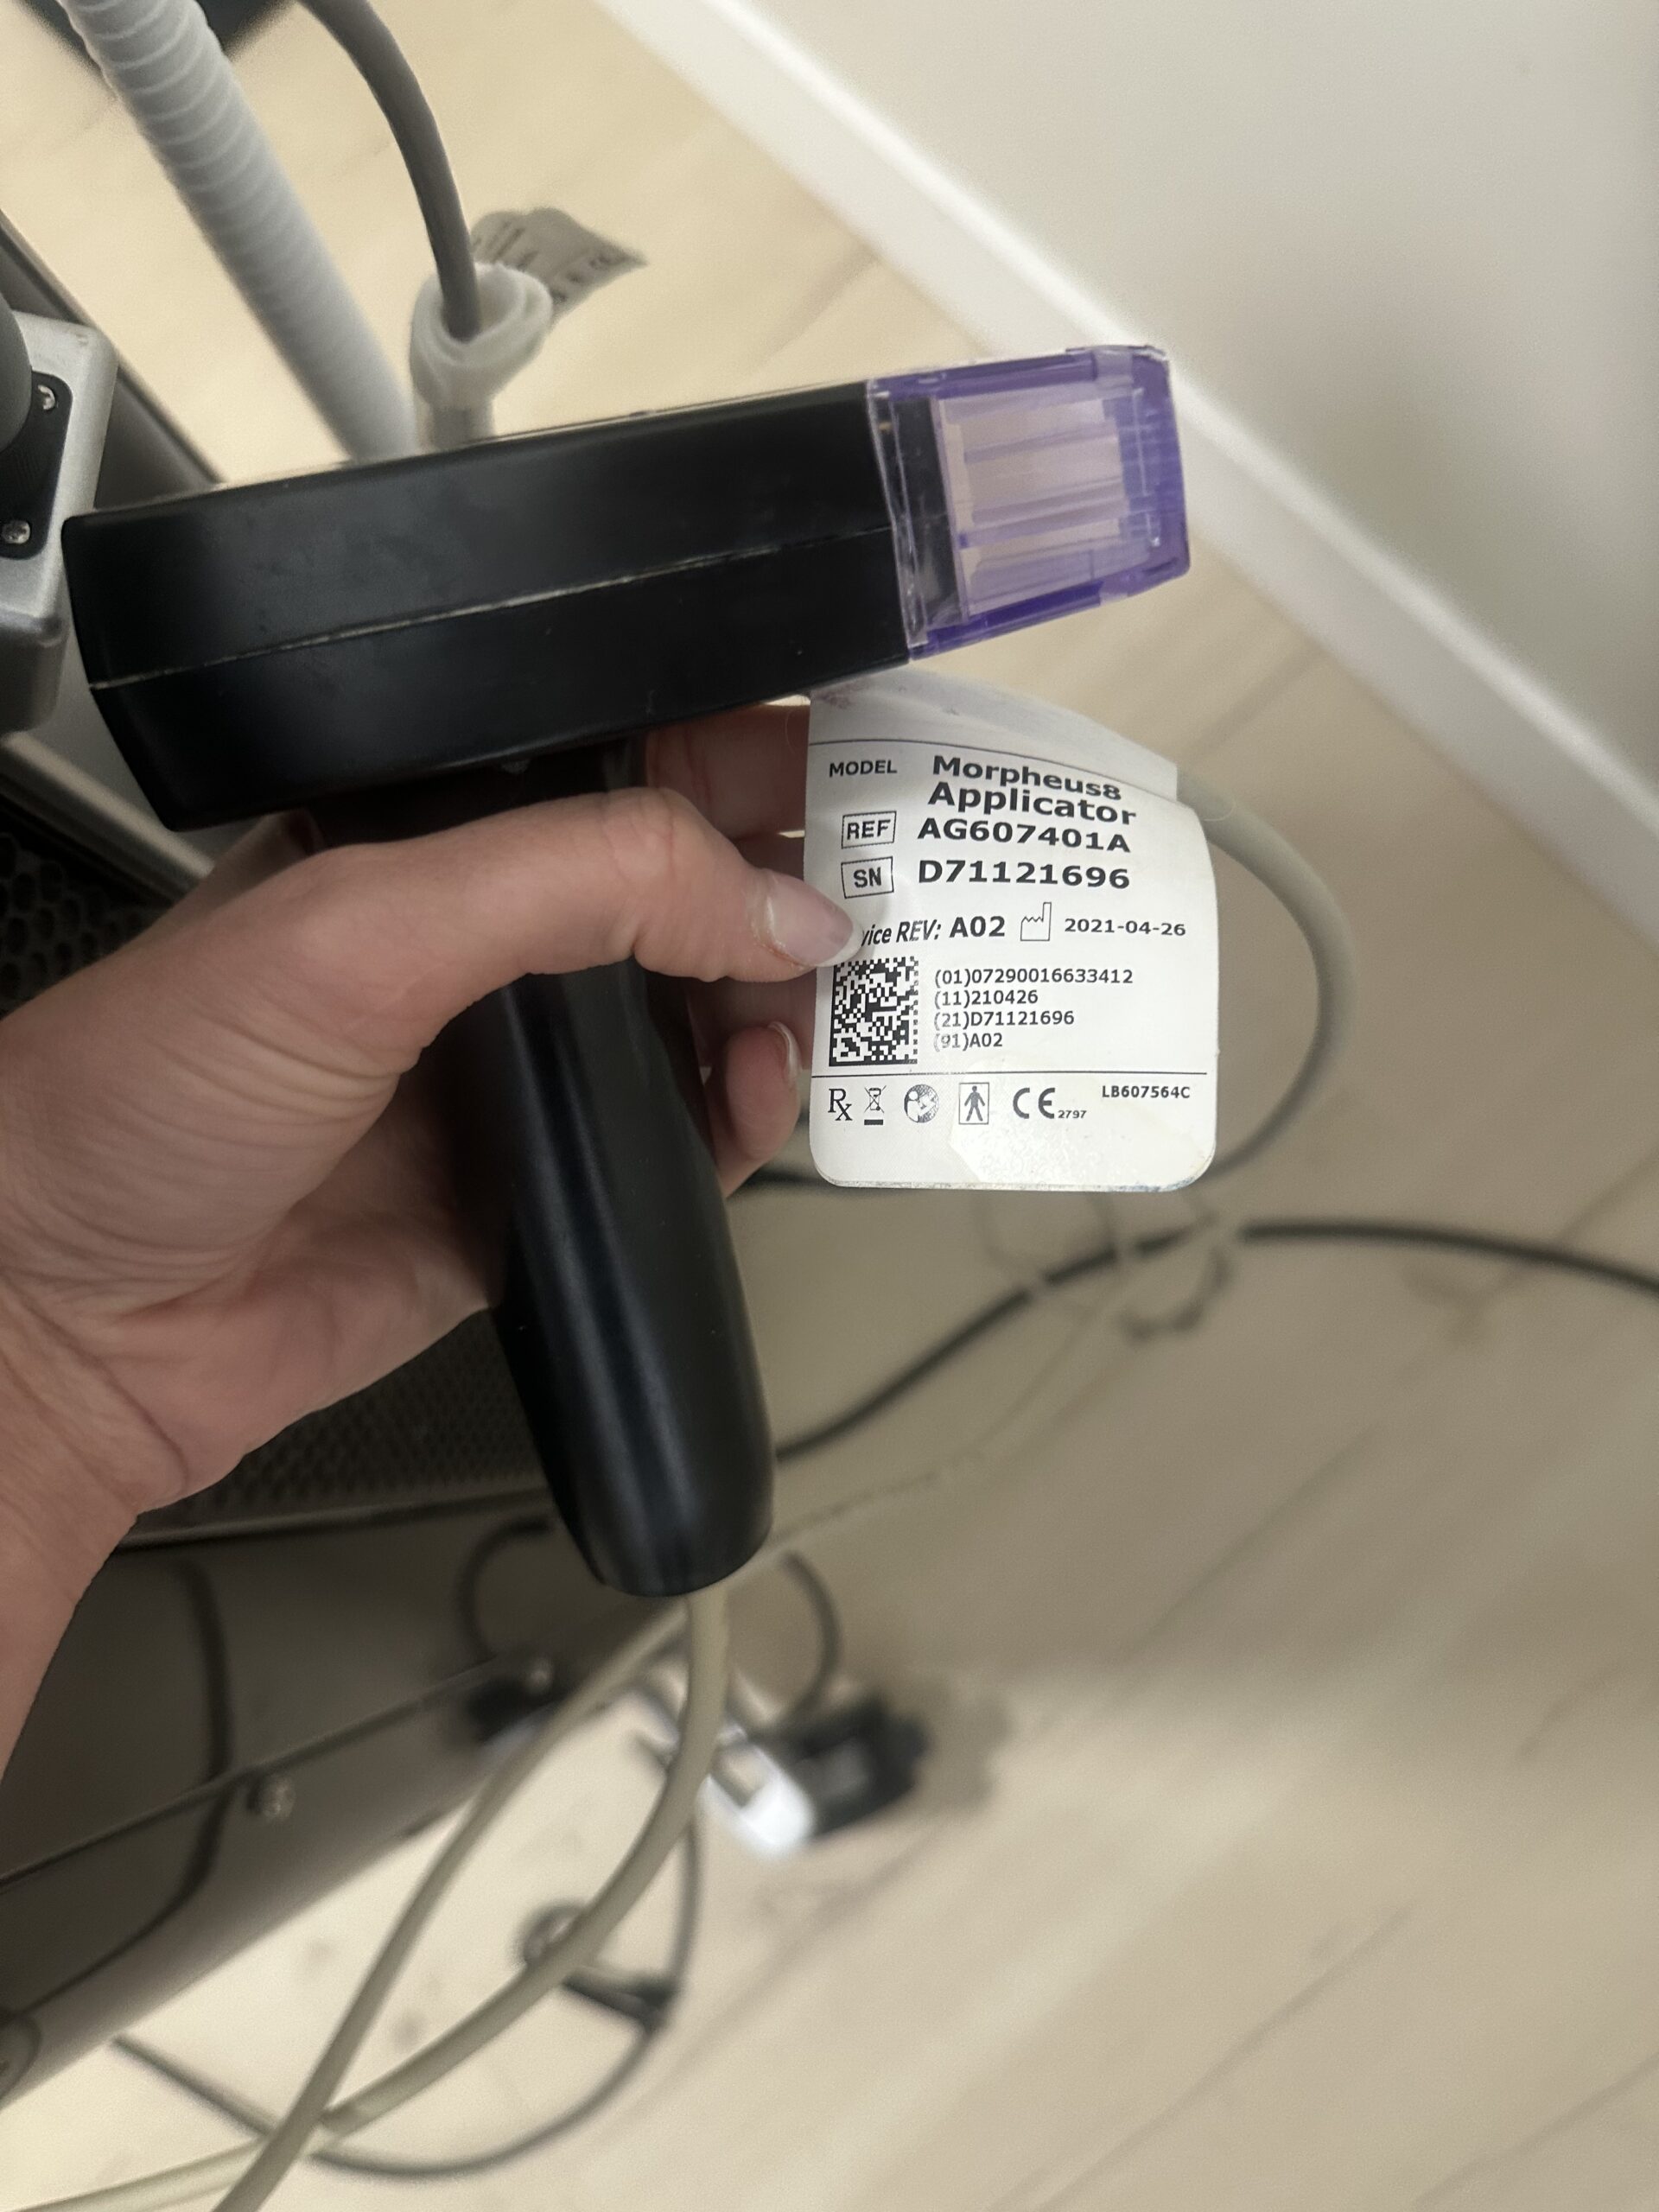 MODEL Morpheus8
Applicator
REF AG607401A
SN D71121696
REV: A02 2021-04-26
(01)07290016633412
(11)210426
(21)D71121696
(91)A02
Rx CE 2797 LB607564C